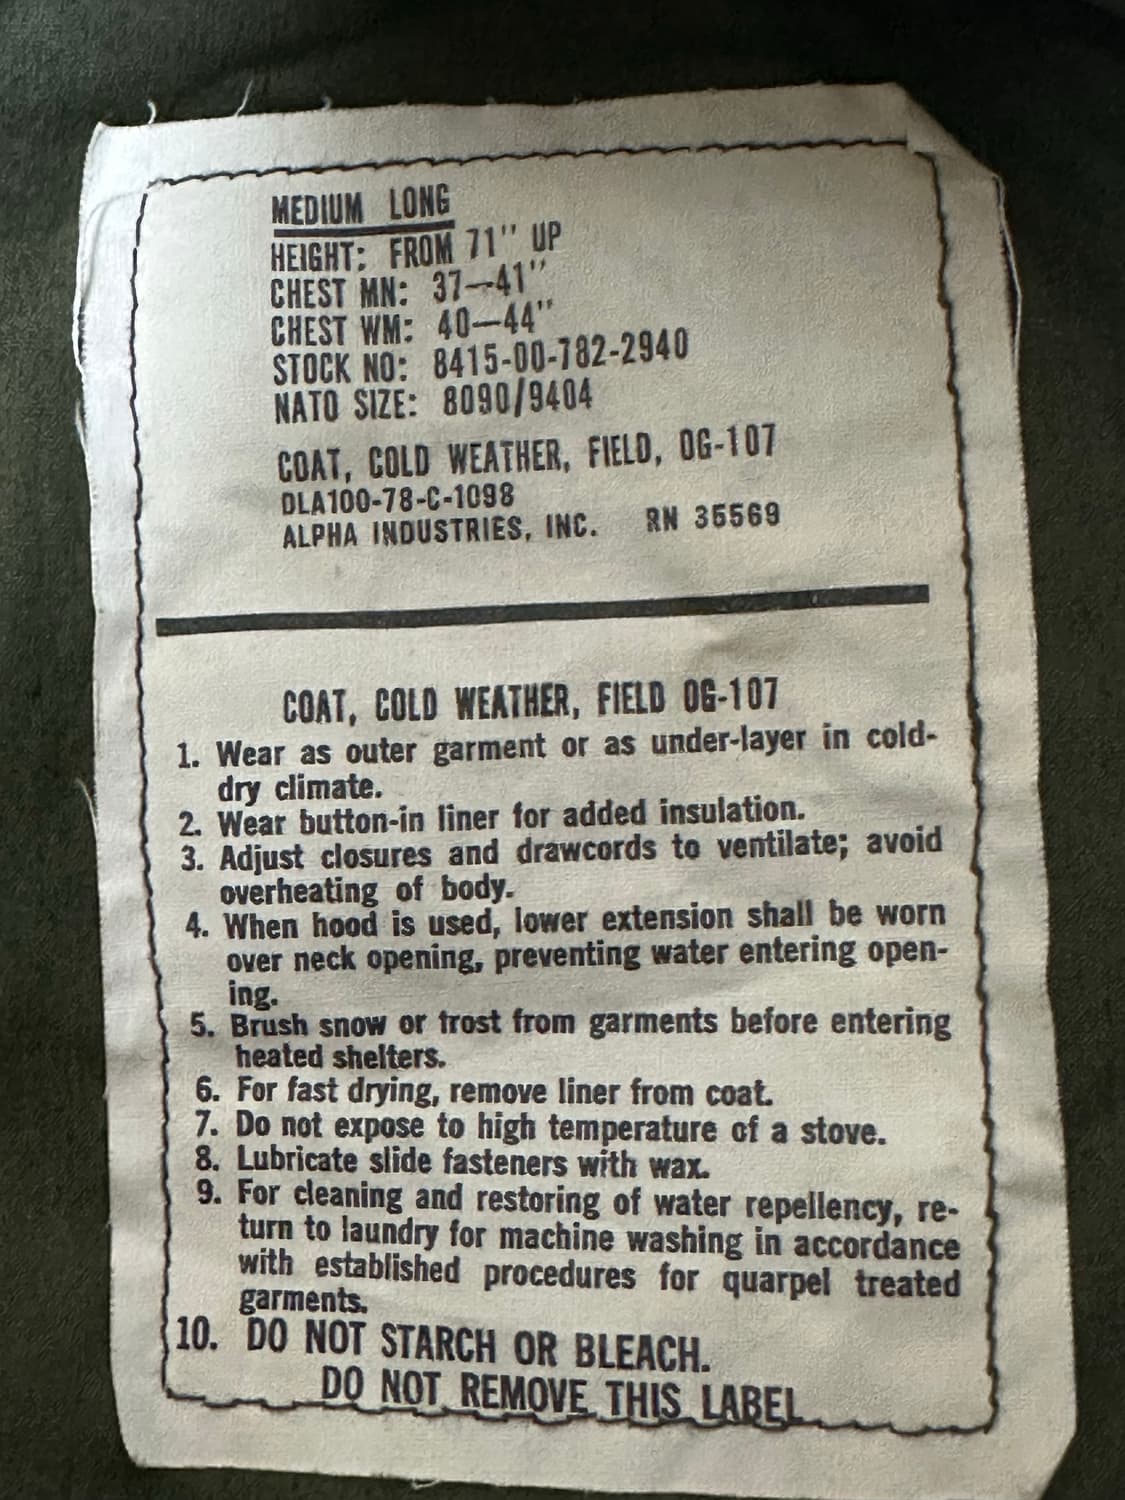 MEDIUM LONG
HEIGHT: FROM 71" UP
CHEST MN: 37—41"
CHEST WM: 40—44"
STOCK NO: 8415-00-782-2940
NATO SIZE: 8090/9404
COAT, COLD WEATHER, FIELD, OG-107
DLA100-78-C-1098
ALPHA INDUSTRIES, INC. RN 35569
COAT, COLD WEATHER, FIELD OG-107
1. Wear as outer garment or as under-layer in cold-
dry climate.
2. Wear button-in liner for added insulation.
3. Adjust closures and drawcords to ventilate; avoid
overheating of body.
4. When hood is used, lower extension shall be worn
over neck opening, preventing water entering open-
ing.
5. Brush snow or frost from garments before entering
heated shelters.
6. For fast drying, remove liner from coat.
7. Do not expose to high temperature of a stove.
8. Lubricate slide fasteners with wax.
9. For cleaning and restoring of water repellency, re-
turn to laundry for machine washing in accordance
with established procedures for quarpel treated
garments.
10. DO NOT STARCH OR BLEACH.
DO NOT REMOVE THIS LABEL